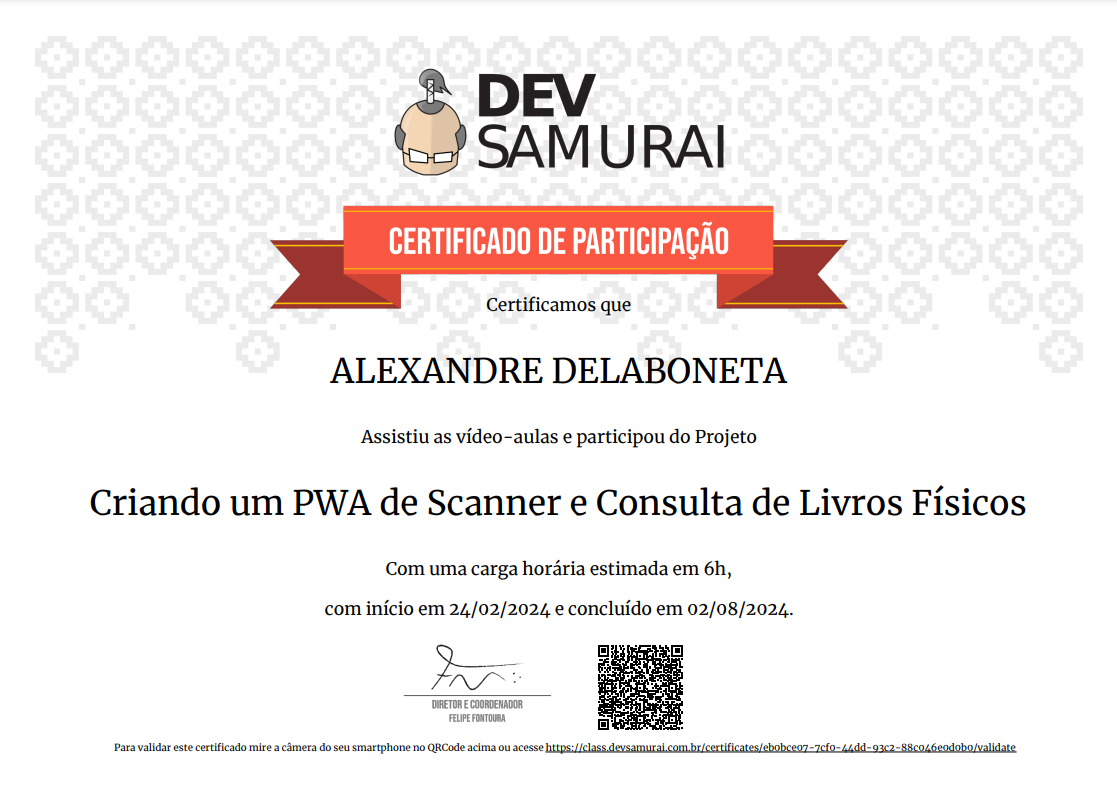 DEV
SAMURAI
CERTIFICADO DE PARTICIPAÇÃO
Certificamos que
ALEXANDRE DELABONETA
Assistiu as vídeo-aulas e participou do Projeto
Criando um PWA de Scanner e Consulta de Livros Físicos
Com uma carga horária estimada em 6h,
com início em 24/02/2024 e concluído em 02/08/2024.
DIRETOR E COORDENADOR
FELIPE FONTOURA
Para validar este certificado mire a câmera do seu smartphone no QRCode acima ou acesse https://class.devsamurai.com.br/certificates/eb0bce07-7cf0-44dd-93c2-88c046e0d0b0/validate